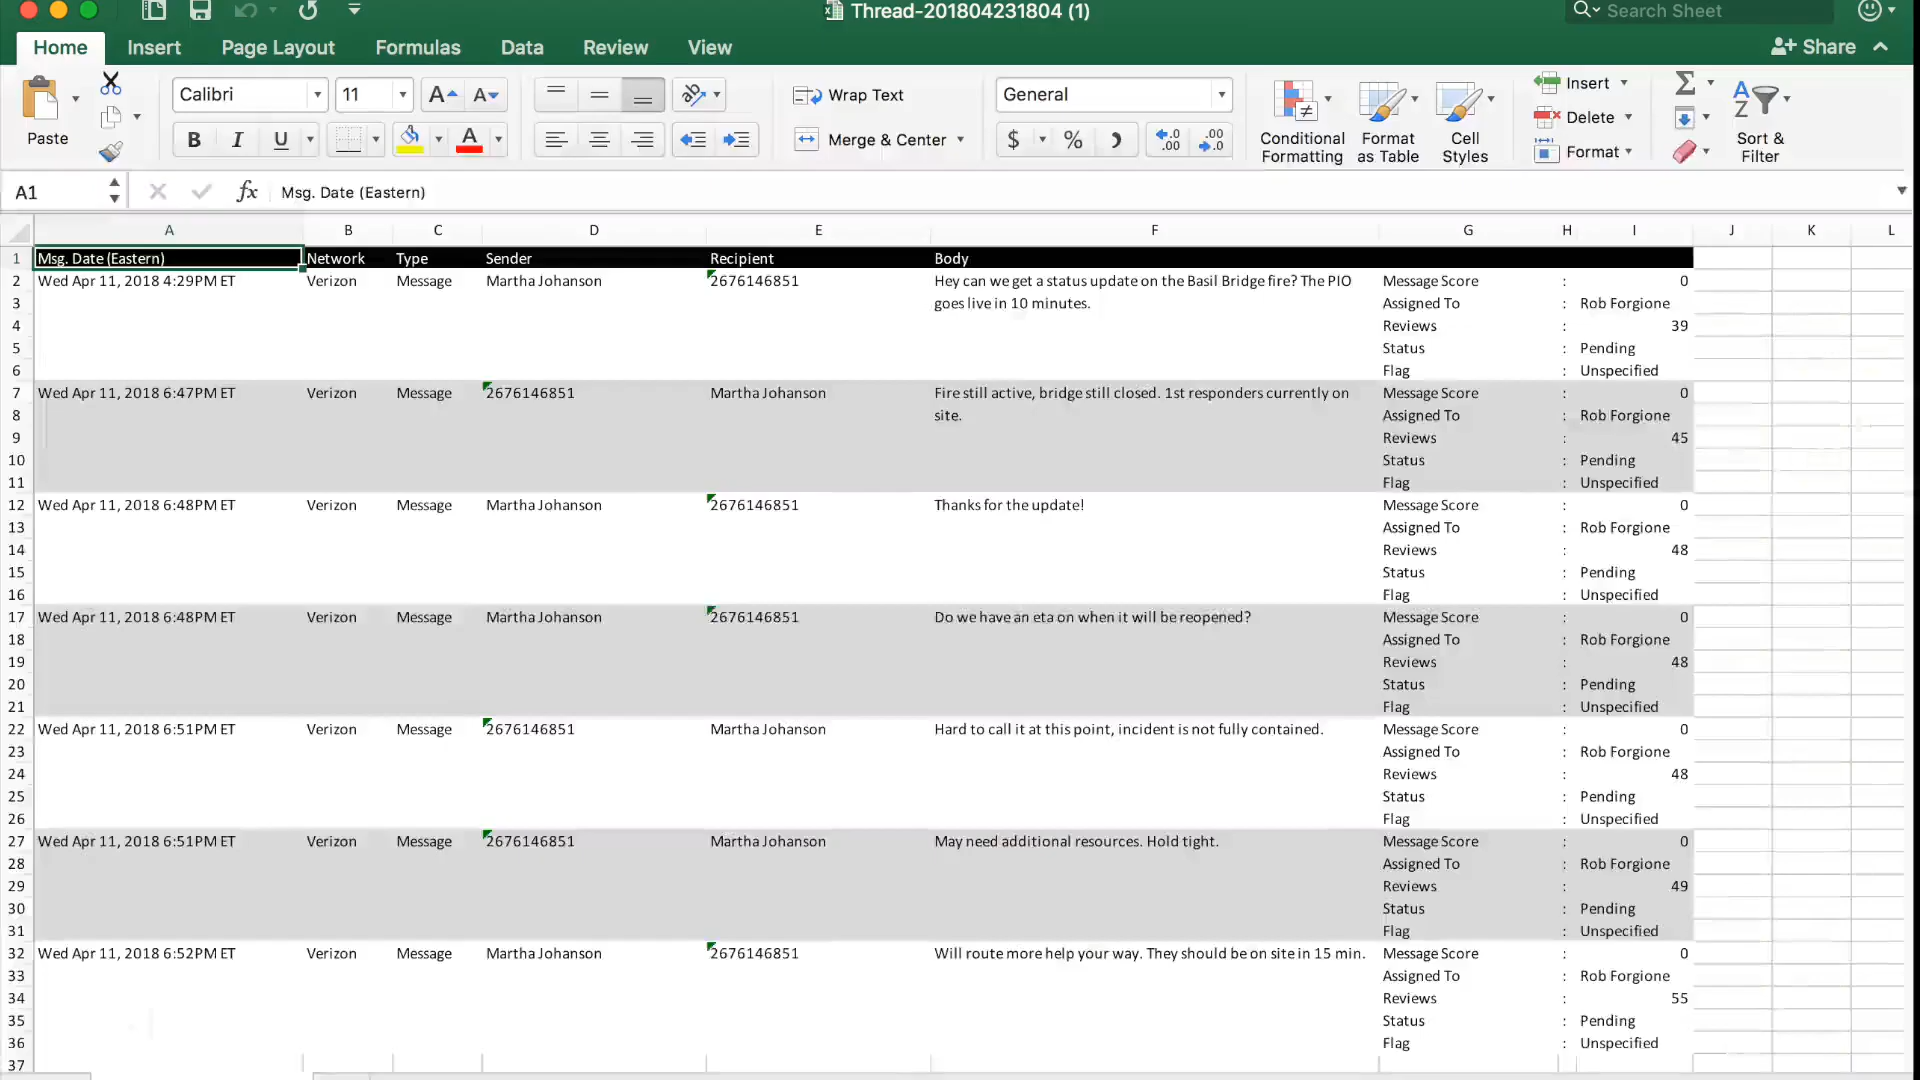 Thread-201804231804 (1)
Search Sheet
Home Insert Page Layout Formulas Data Review View Share
Paste
Calibri 11 A A
B I U A
ab
Wrap Text
Merge & Center
General
$ % )
.0 .00
.00 .0
Conditional Formatting
Format as Table
Cell Styles
Insert
Delete
Format
Σ
A Z
Sort & Filter
A1 fx Msg. Date (Eastern)
A B C D E F G H I J K L
1 Msg. Date (Eastern) Network Type Sender Recipient Body
2 Wed Apr 11, 2018 4:29PM ET Verizon Message Martha Johanson 2676146851 Hey can we get a status update on the Basil Bridge fire? The PIO Message Score : 0
3 goes live in 10 minutes. Assigned To : Rob Forgione
4 Reviews : 39
5 Status : Pending
6 Flag : Unspecified
7 Wed Apr 11, 2018 6:47PM ET Verizon Message 2676146851 Martha Johanson Fire still active, bridge still closed. 1st responders currently on Message Score : 0
8 site. Assigned To : Rob Forgione
9 Reviews : 45
10 Status : Pending
11 Flag : Unspecified
12 Wed Apr 11, 2018 6:48PM ET Verizon Message Martha Johanson 2676146851 Thanks for the update! Message Score : 0
13 Assigned To : Rob Forgione
14 Reviews : 48
15 Status : Pending
16 Flag : Unspecified
17 Wed Apr 11, 2018 6:48PM ET Verizon Message Martha Johanson 2676146851 Do we have an eta on when it will be reopened? Message Score : 0
18 Assigned To : Rob Forgione
19 Reviews : 48
20 Status : Pending
21 Flag : Unspecified
22 Wed Apr 11, 2018 6:51PM ET Verizon Message 2676146851 Martha Johanson Hard to call it at this point, incident is not fully contained. Message Score : 0
23 Assigned To : Rob Forgione
24 Reviews : 48
25 Status : Pending
26 Flag : Unspecified
27 Wed Apr 11, 2018 6:51PM ET Verizon Message 2676146851 Martha Johanson May need additional resources. Hold tight. Message Score : 0
28 Assigned To : Rob Forgione
29 Reviews : 49
30 Status : Pending
31 Flag : Unspecified
32 Wed Apr 11, 2018 6:52PM ET Verizon Message Martha Johanson 2676146851 Will route more help your way. They should be on site in 15 min. Message Score : 0
33 Assigned To : Rob Forgione
34 Reviews : 55
35 Status : Pending
36 Flag : Unspecified
37